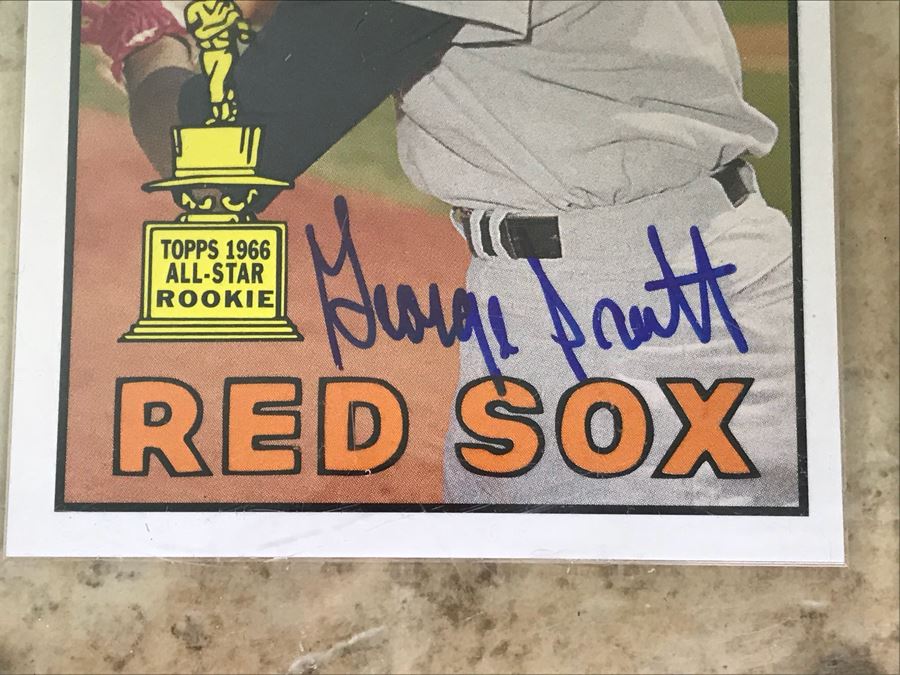 TOPPS 1966
ALL-STAR
ROOKIE
George Scott
RED SOX